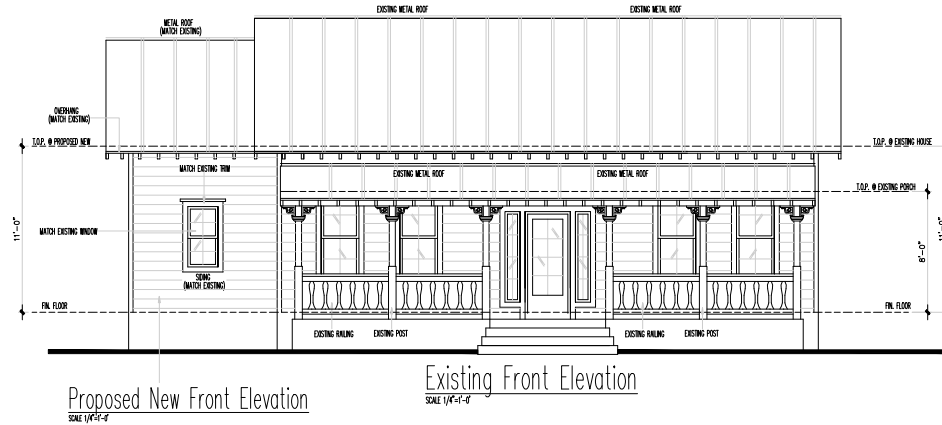 EXISTING METAL ROOF
EXISTING METAL ROOF
METAL ROOF
(MATCH EXISTING)
OVERHANG
(MATCH EXISTING)
T.O.P. @ PROPOSED NEW
T.O.P. @ EXISTING HOUSE
MATCH EXISTING TRIM
EXISTING METAL ROOF
EXISTING METAL ROOF
T.O.P. @ EXISTING PORCH
MATCH EXISTING WINDOW
11'-0"
8'-0"
11'-0"
SIDING
(MATCH EXISTING)
FIN. FLOOR
FIN. FLOOR
EXISTING RAILING
EXISTING POST
EXISTING RAILING
EXISTING POST
Proposed New Front Elevation
SCALE 1/4"=1'-0"
Existing Front Elevation
SCALE 1/4"=1'-0"